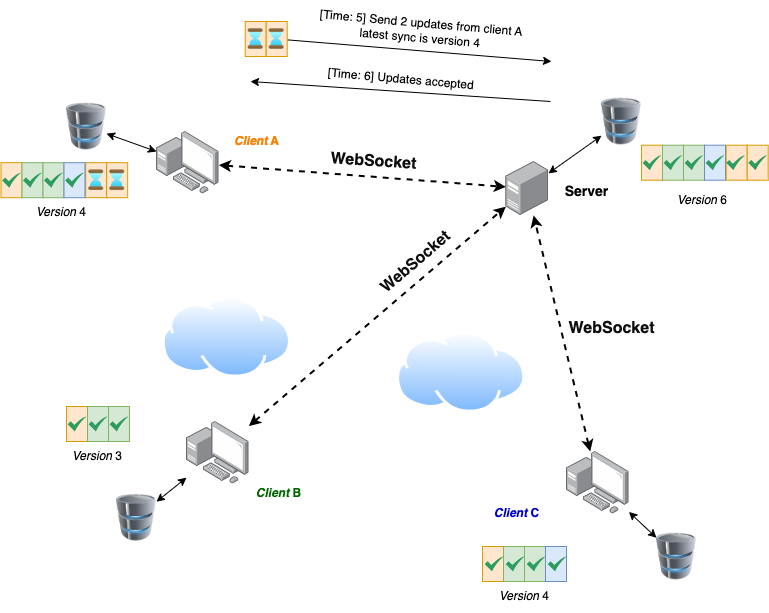 [Time: 5] Send 2 updates from client A
latest sync is version 4
[Time: 6] Updates accepted
Client A
WebSocket
Server
Version 4
Version 6
WebSocket
WebSocket
Version 3
Client B
Client C
Version 4